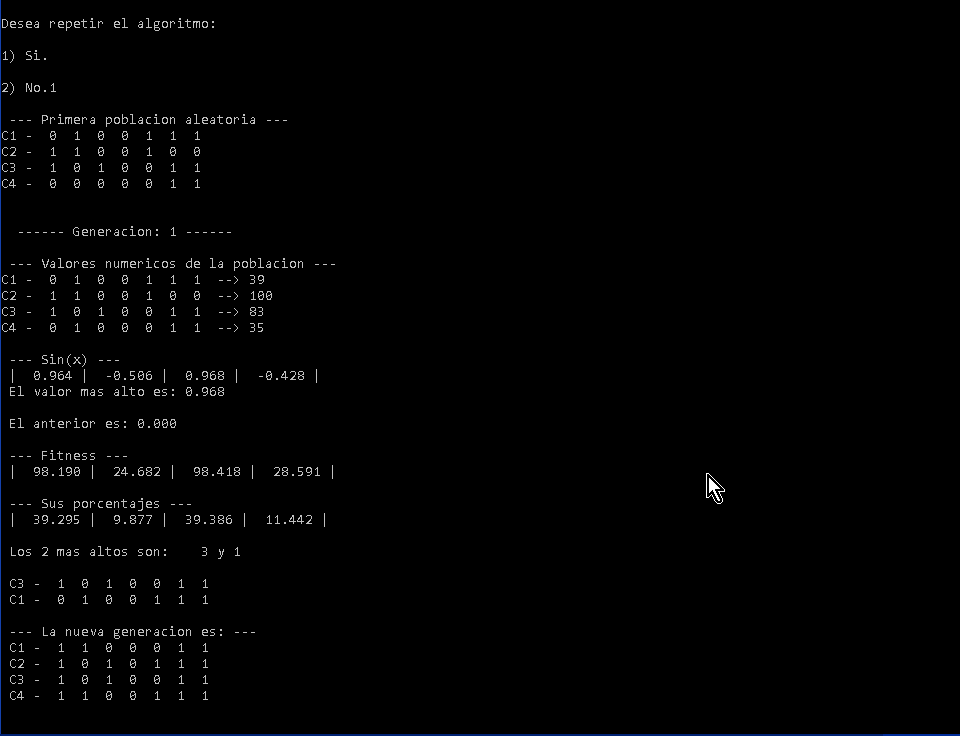 Desea repetir el algoritmo:
1) Si.
2) No.1
--- Primera poblacion aleatoria ---
C1 - 0 1 0 0 1 1 1
C2 - 1 1 0 0 1 0 0
C3 - 1 0 1 0 0 1 1
C4 - 0 0 0 0 0 1 1
------ Generacion: 1 ------
--- Valores numericos de la poblacion ---
C1 - 0 1 0 0 1 1 1 --> 39
C2 - 1 1 0 0 1 0 0 --> 100
C3 - 1 0 1 0 0 1 1 --> 83
C4 - 0 1 0 0 0 1 1 --> 35
--- Sin(x) ---
| 0.964 | -0.506 | 0.968 | -0.428 |
El valor mas alto es: 0.968
El anterior es: 0.000
--- Fitness ---
| 98.190 | 24.682 | 98.418 | 28.591 |
--- Sus porcentajes ---
| 39.295 | 9.877 | 39.386 | 11.442 |
Los 2 mas altos son: 3 y 1
C3 - 1 0 1 0 0 1 1
C1 - 0 1 0 0 1 1 1
--- La nueva generacion es: ---
C1 - 1 1 0 0 0 1 1
C2 - 1 0 1 0 1 1 1
C3 - 1 0 1 0 0 1 1
C4 - 1 1 0 0 1 1 1